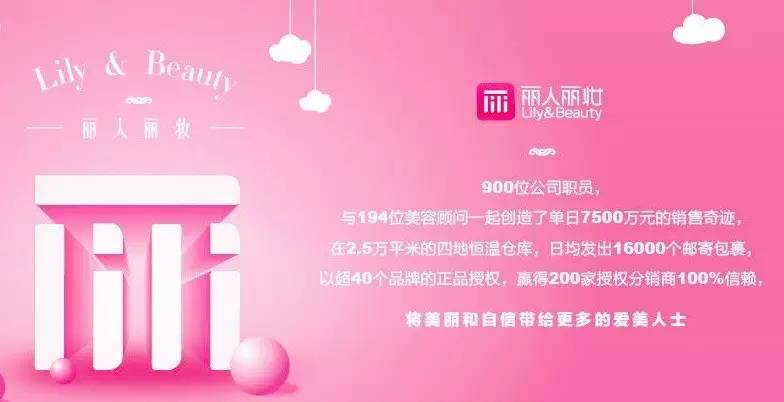 Lily & Beauty
丽人丽妆
丽人丽妆
Lily&Beauty
900位公司职员，
与194位美容顾问一起创造了单日7500万元的销售奇迹，
在2.5万平米的四地恒温仓库，日均发出16000个邮寄包裹，
以超40个品牌的正品授权，赢得200家授权分销商100%信赖，
将美丽和自信带给更多的爱美人士